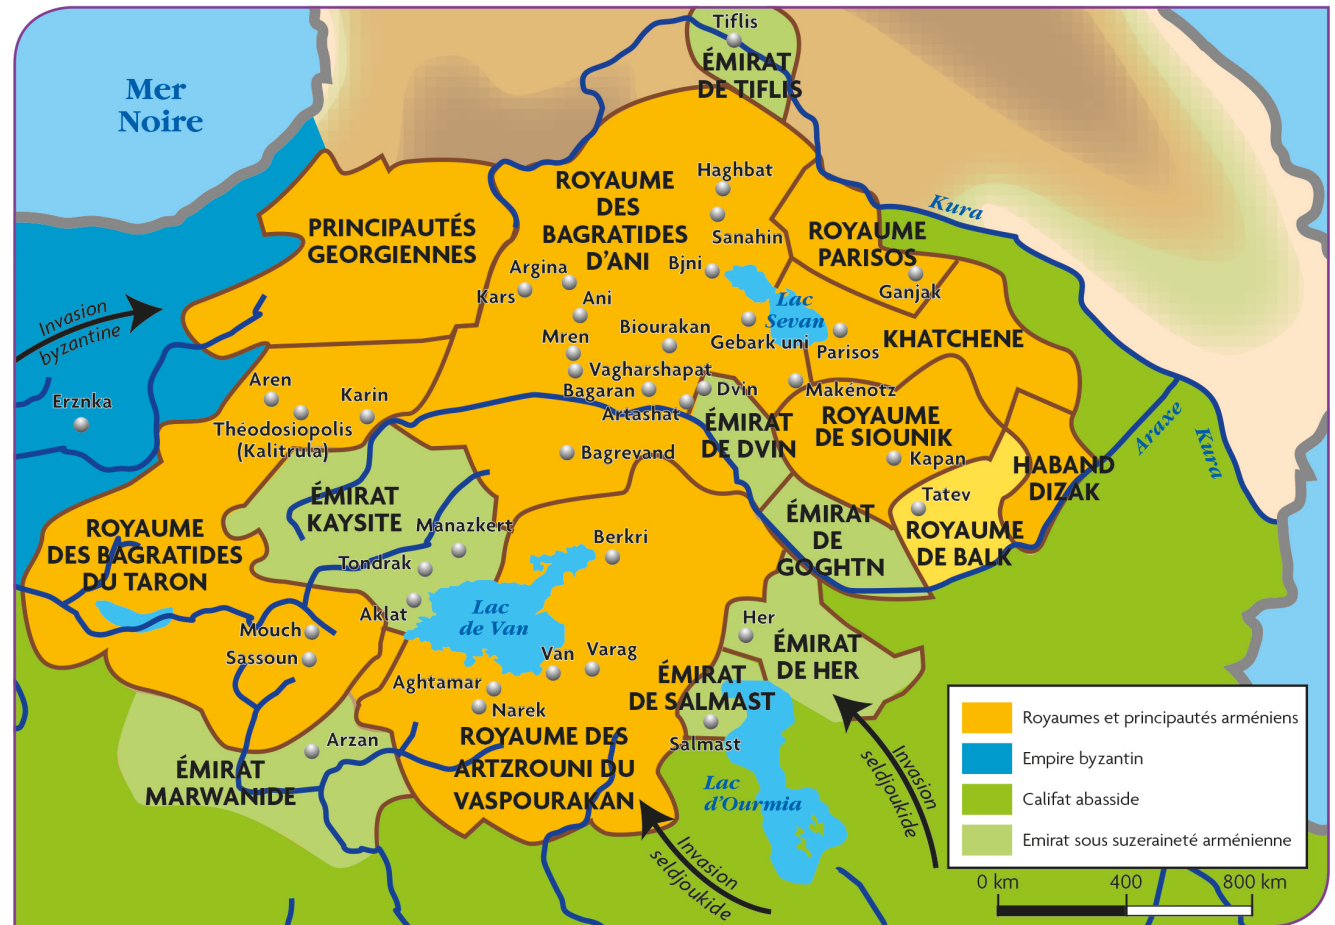 Tiflis
ÉMIRAT
DE TIFLIS
Mer
Noire
Haghbat
ROYAUME
DES
BAGRATIDES
D'ANI
Kura
PRINCIPAUTÉS
GEORGIENNES
Sanahin
ROYAUME
PARISOS
Argina
Bjni
Kars
Ani
Ganjak
Lac
Sevan
Invasion
byzantine
Biourakan
Mren
Gebark uni
Parisos
KHATCHENE
Vagharshapat
Aren
Karin
Bagaran
Dvin
Makénotz
Erznka
Artashat
Théodosiopolis
(Kalitrula)
ÉMIRAT
DE DVIN
ROYAUME
DE SIOUNIK
Araxe
Kura
Bagrevand
Kapan
HABAND
DIZAK
ÉMIRAT
KAYSITE
Tatev
ROYAUME
DES BAGRATIDES
DU TARON
Manazkert
ÉMIRAT
DE
GOGHTN
ROYAUME
DE BALK
Berkri
Tondrak
Aklat
Lac
de Van
Her
Mouch
ÉMIRAT
DE HER
Sassoun
Van
Varag
Aghtamar
ÉMIRAT
DE SALMAST
Narek
Salmast
Arzan
ROYAUME DES
ARTZROUNI DU
VASPOURAKAN
ÉMIRAT
MARWANIDE
Lac
d'Ourmia
Invasion
seldjoukide
Invasion
seldjoukide
Royaumes et principautés arméniens
Empire byzantin
Califat abasside
Emirat sous suzeraineté arménienne
0 km
400
800 km